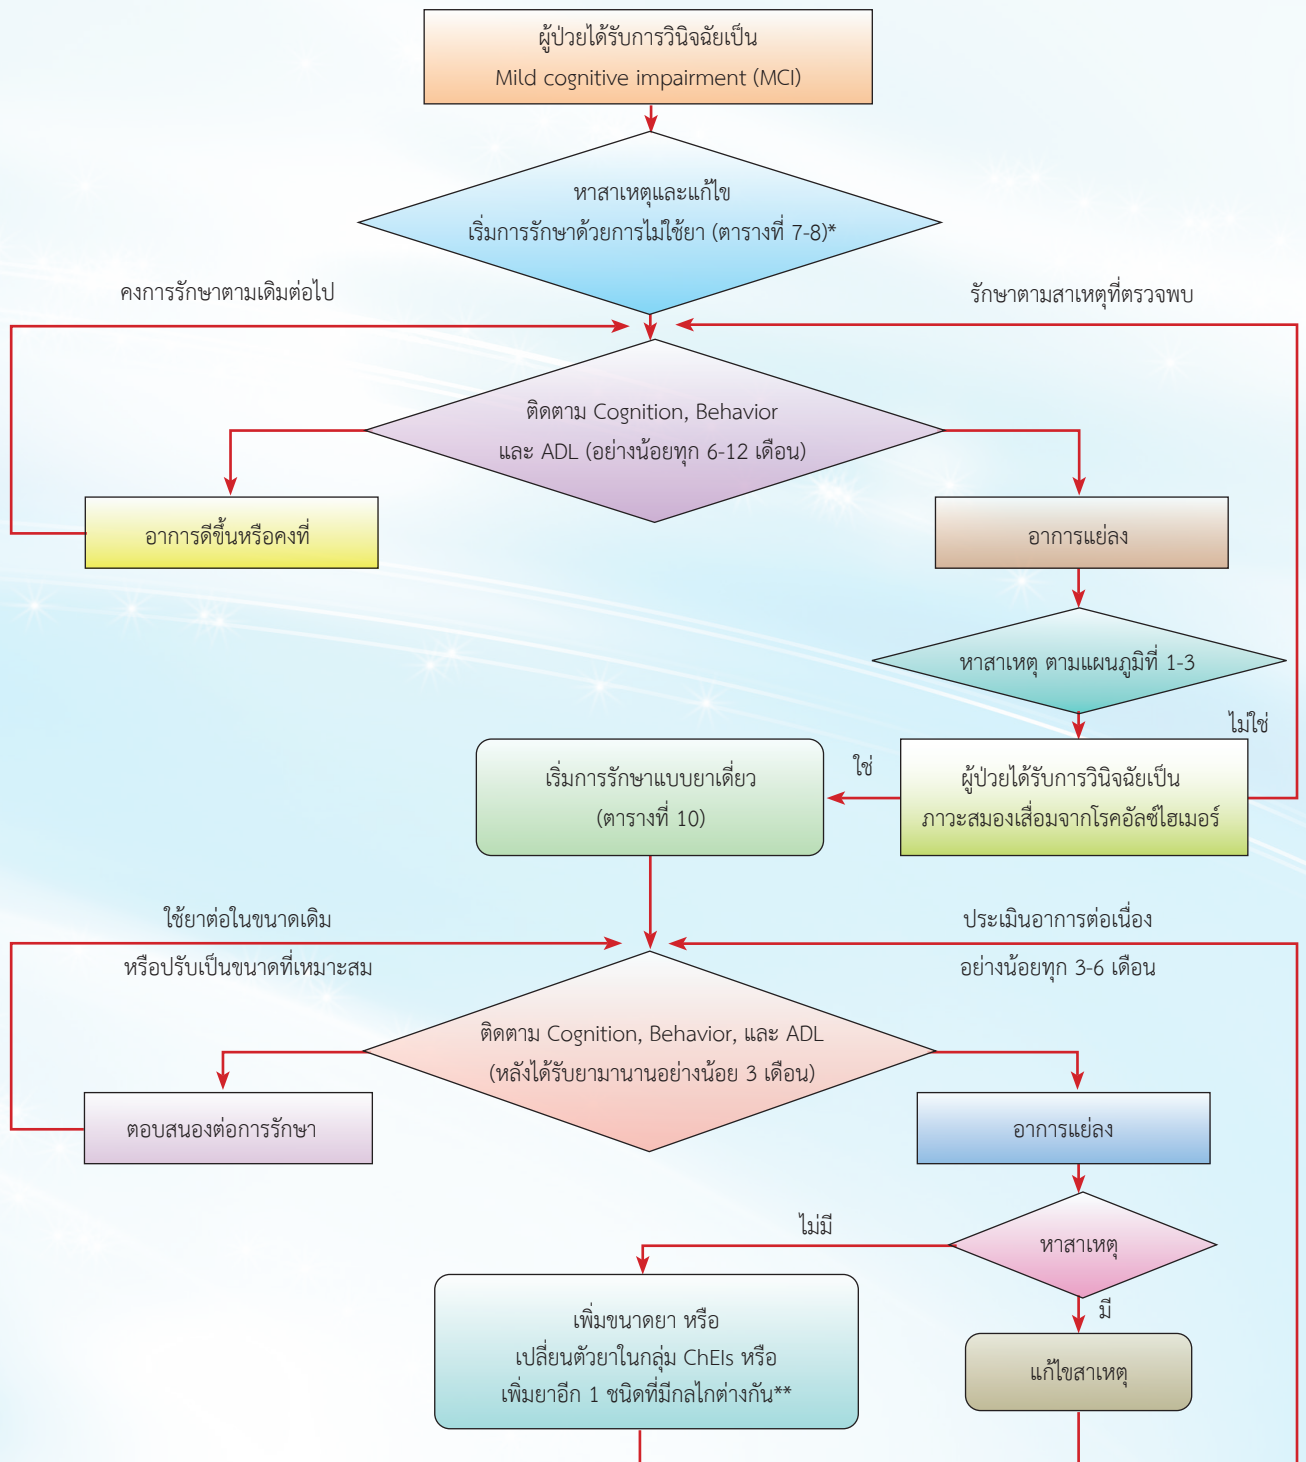 ผู้ป่วยได้รับการวินิจฉัยเป็น
Mild cognitive impairment (MCI)
หาสาเหตุและแก้ไข
เริ่มการรักษาด้วยการไม่ใช้ยา (ตารางที่ 7-8)*
คงการรักษาตามเดิมต่อไป
รักษาตามสาเหตุที่ตรวจพบ
ติดตาม Cognition, Behavior
และ ADL (อย่างน้อยทุก 6-12 เดือน)
อาการดีขึ้นหรือคงที่
อาการแย่ลง
หาสาเหตุ ตามแผนภูมิที่ 1-3
ไม่ใช่
ใช่
เริ่มการรักษาแบบยาเดี่ยว
(ตารางที่ 10)
ผู้ป่วยได้รับการวินิจฉัยเป็น
ภาวะสมองเสื่อมจากโรคอัลซ์ไฮเมอร์
ใช้ยาต่อในขนาดเดิม
หรือปรับเป็นขนาดที่เหมาะสม
ประเมินอาการต่อเนื่อง
อย่างน้อยทุก 3-6 เดือน
ติดตาม Cognition, Behavior, และ ADL
(หลังได้รับยามานานอย่างน้อย 3 เดือน)
ตอบสนองต่อการรักษา
อาการแย่ลง
ไม่มี
หาสาเหตุ
มี
เพิ่มขนาดยา หรือ
เปลี่ยนตัวยาในกลุ่ม ChEIs หรือ
เพิ่มยาอีก 1 ชนิดที่มีกลไกต่างกัน**
แก้ไขสาเหตุ